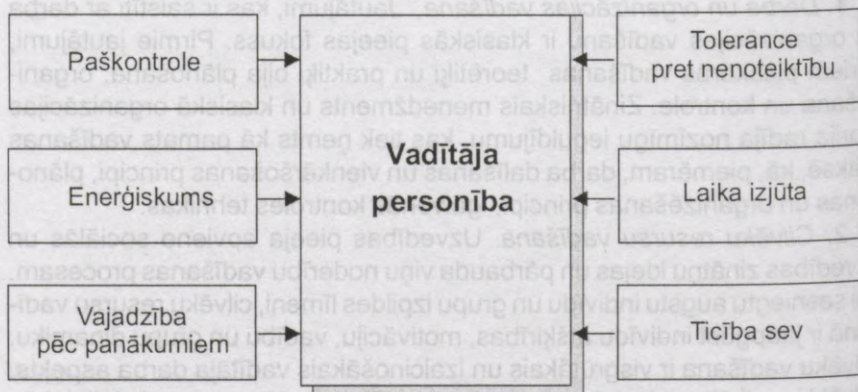 Paškontrole
Tolerance
pret nenoteiktību
Vadītāja
personība
Enerģiskums
Laika izjūta
Vajadzība
pēc panākumiem
Ticība sev